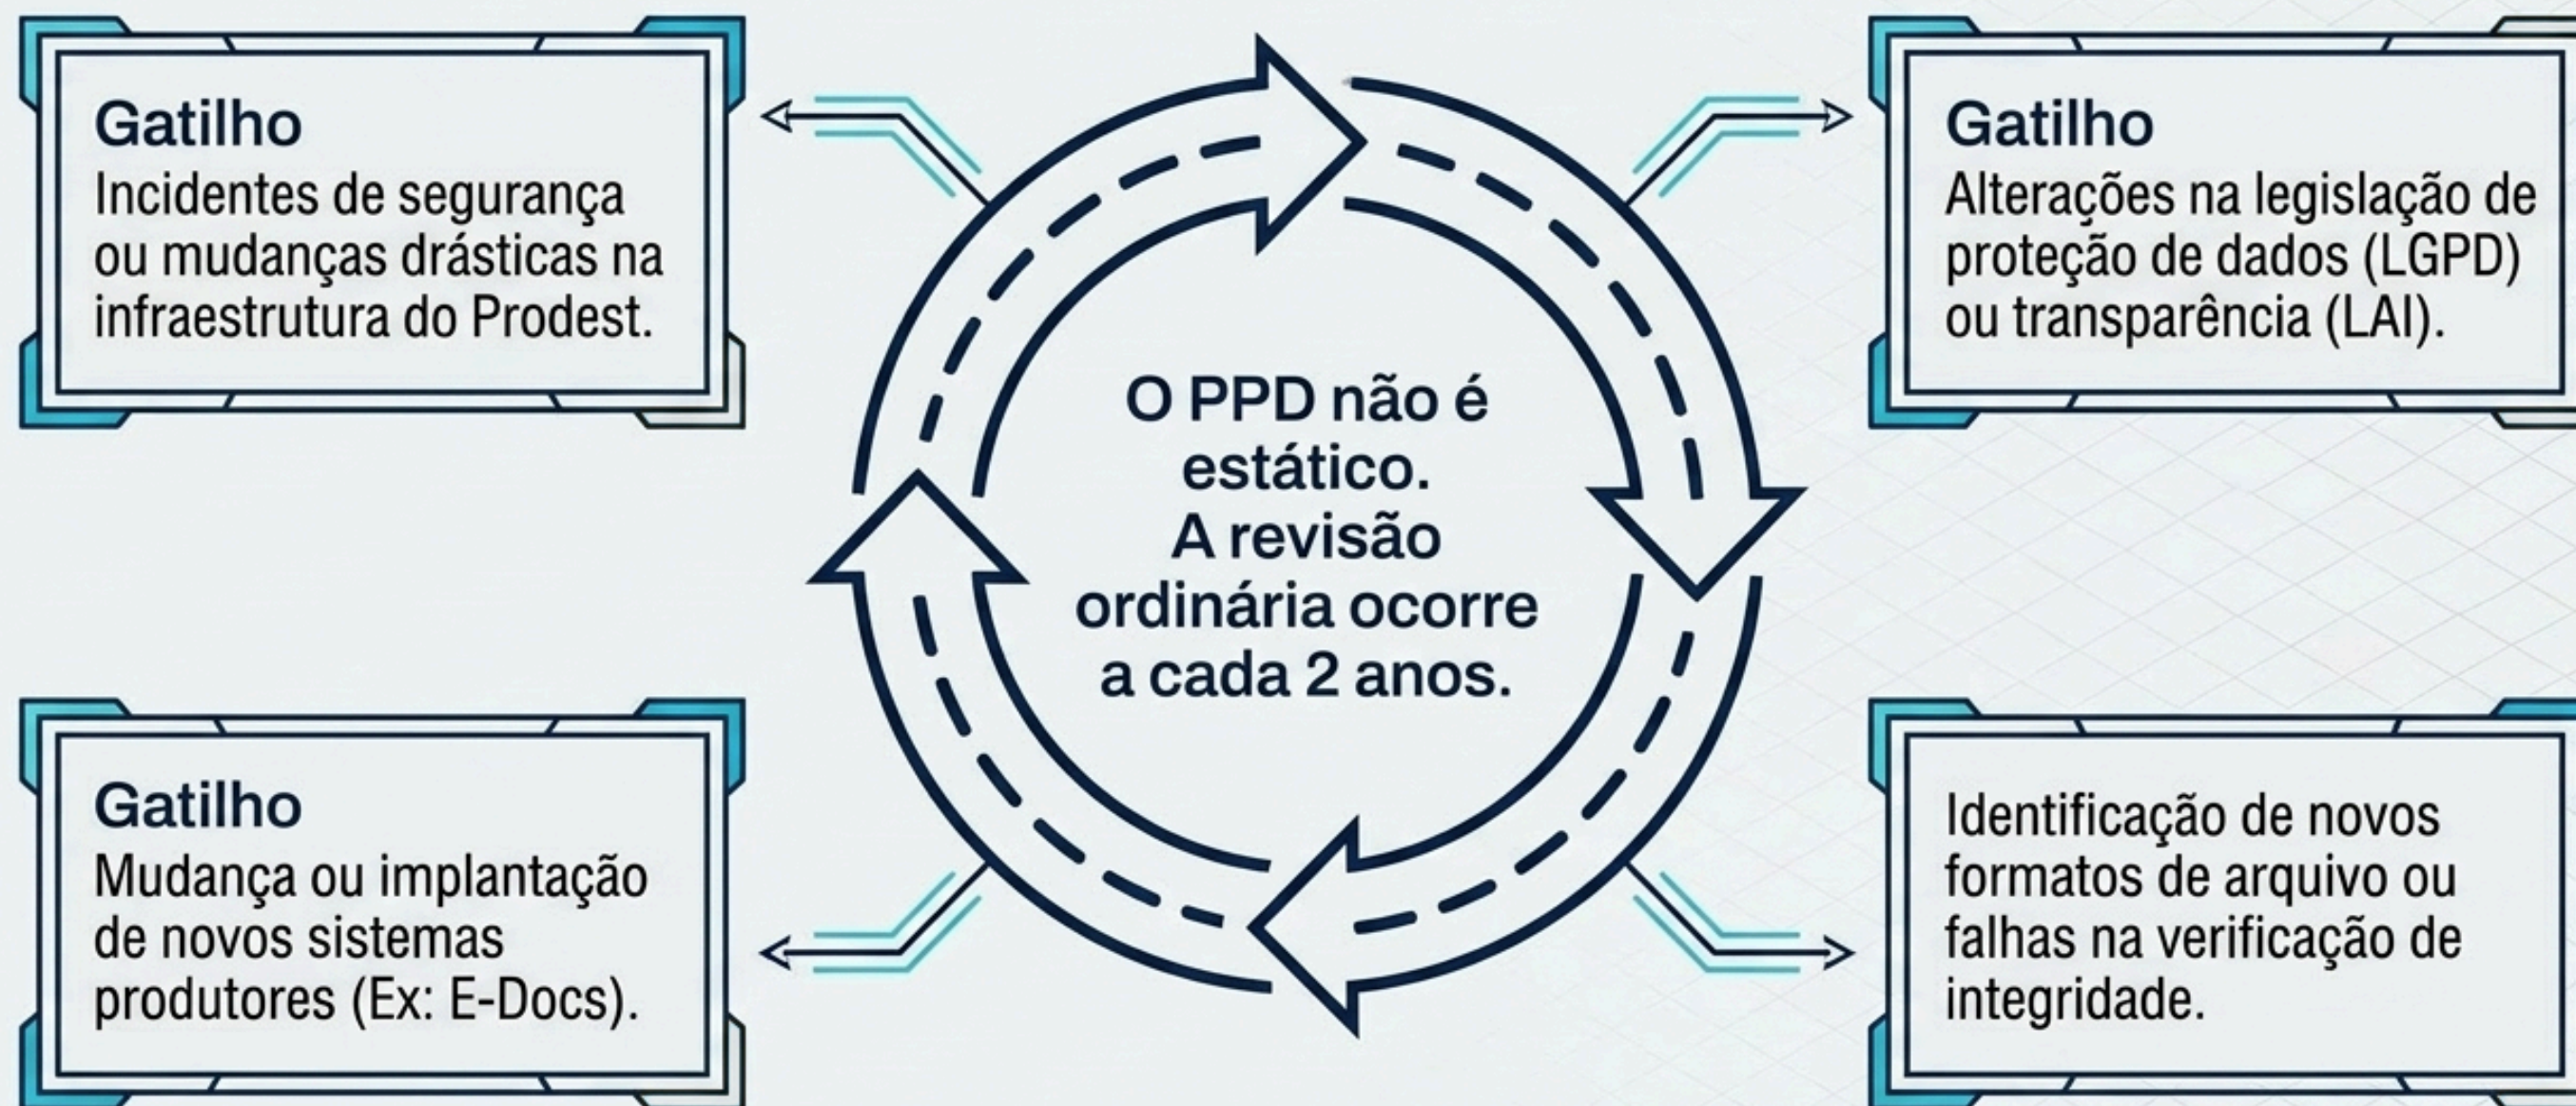 Gatilho
Incidentes de segurança
ou mudanças drásticas na
infraestrutura do Prodest.
Gatilho
Alterações na legislação de
proteção de dados (LGPD)
ou transparência (LAI).
O PPD não é
estático.
A revisão
ordinária ocorre
a cada 2 anos.
Gatilho
Mudança ou implantação
de novos sistemas
produtores (Ex: E-Docs).
Identificação de novos
formatos de arquivo ou
falhas na verificação de
integridade.